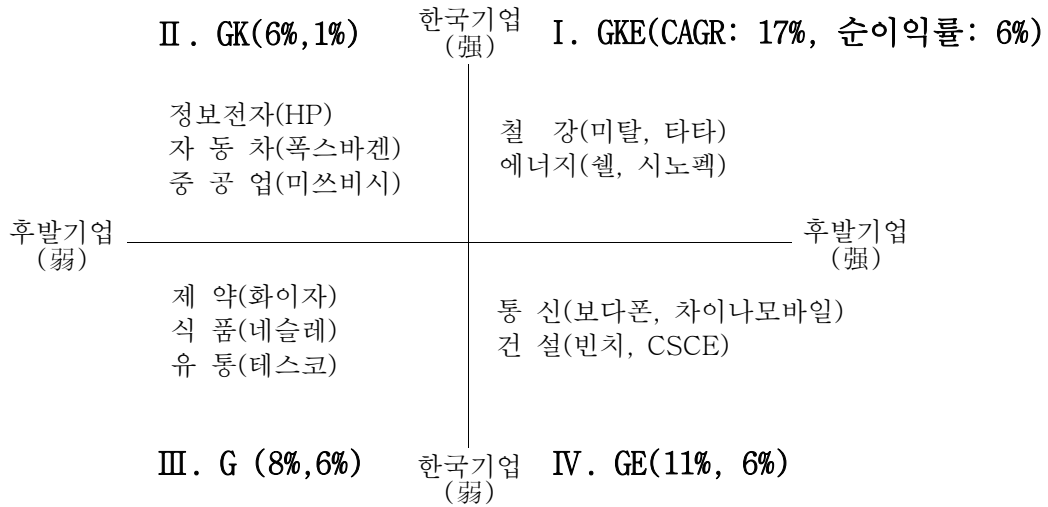 Ⅱ. GK(6%,1%)
한국기업
(强)
Ⅰ. GKE(CAGR: 17%, 순이익률: 6%)
정보전자(HP)
자 동 차(폭스바겐)
중 공 업(미쓰비시)
철 강(미탈, 타타)
에너지(쉘, 시노펙)
후발기업
(弱)
후발기업
(强)
제 약(화이자)
식 품(네슬레)
유 통(테스코)
통 신(보다폰, 차이나모바일)
건 설(빈치, CSCE)
Ⅲ. G (8%,6%)
한국기업
(弱)
Ⅳ. GE(11%, 6%)